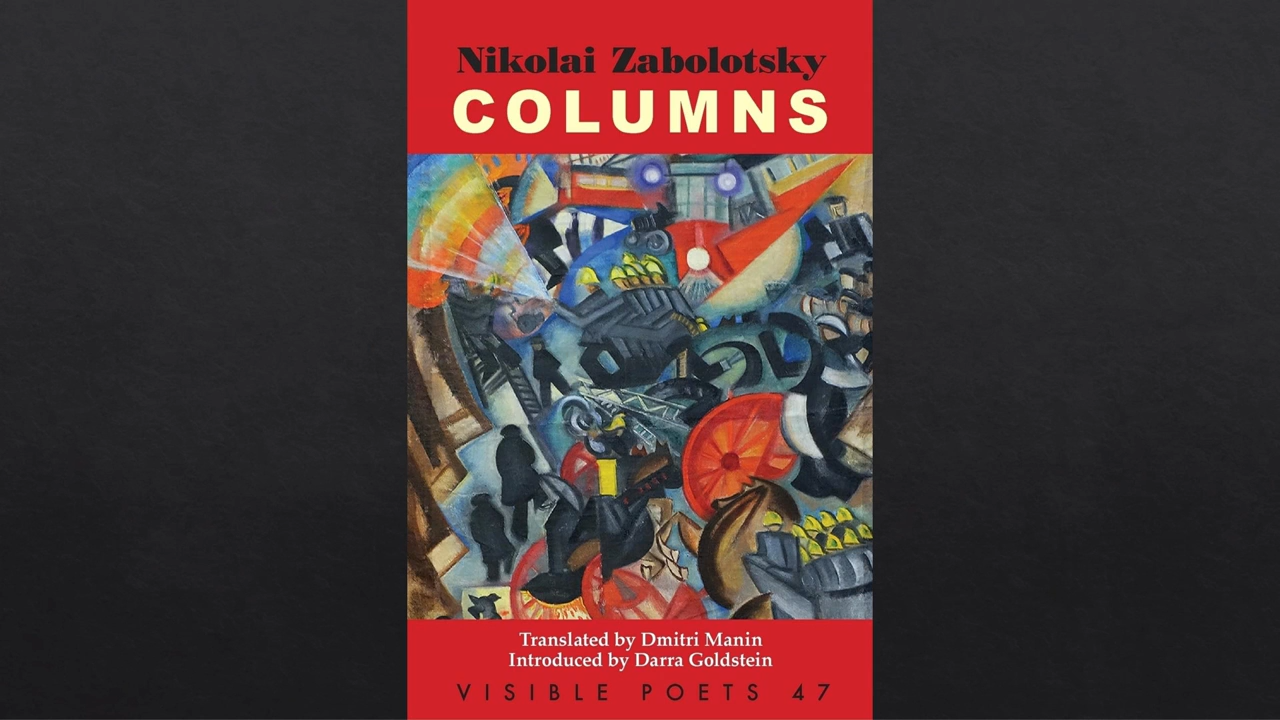 Nikolai Zabolotsky
COLUMNS
Translated by Dmitri Manin
Introduced by Darra Goldstein
VISIBLE POETS 47